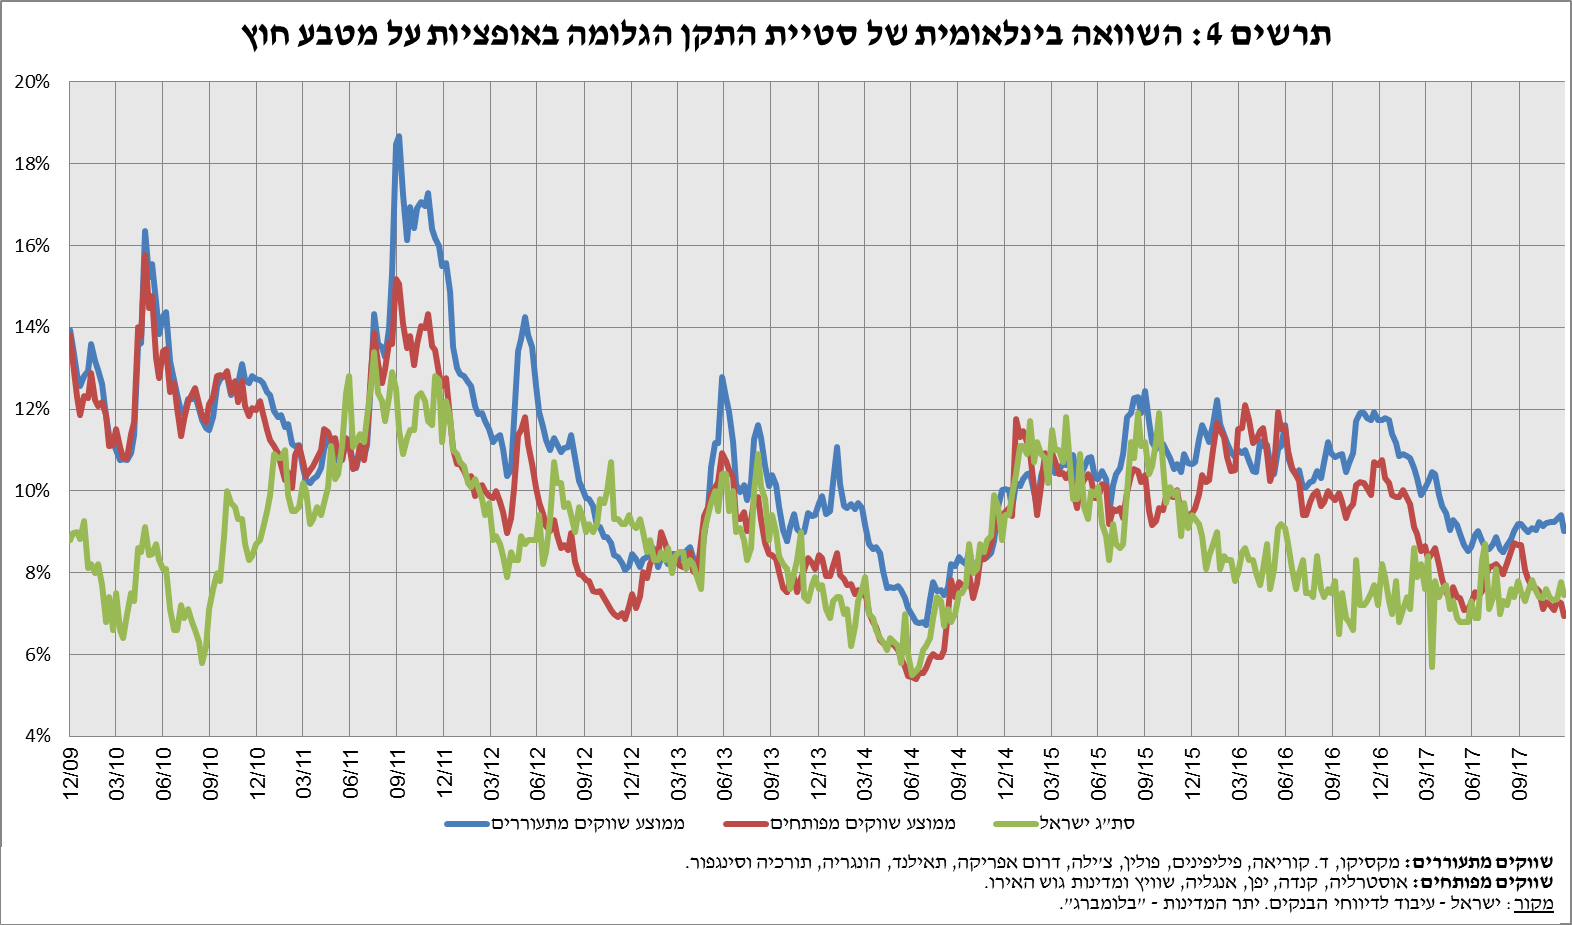 תרשים 4: השוואה בינלאומית של סטיית התקן הגלומה באופציות על מטבע חוץ
20%
18%
16%
14%
12%
10%
8%
6%
4%
12/09 03/10 06/10 09/10 12/10 03/11 06/11 09/11 12/11 03/12 06/12 09/12 12/12 03/13 06/13 09/13 12/13 03/14 06/14 09/14 12/14 03/15 06/15 09/15 12/15 03/16 06/16 09/16 12/16 03/17 06/17 09/17
ממוצע שווקים מתעוררים
ממוצע שווקים מפותחים
סת״ג ישראל
שווקים מתעוררים: מקסיקו, ד. קוריאה, פיליפינים, פולין, צ׳ילה, דרום אפריקה, תאילנד, הונגריה, תורכיה וסינגפור.
שווקים מפותחים: אוסטרליה, קנדה, יפן, אנגליה, שוויץ ומדינות גוש האירו.
מקור: ישראל - עיבוד לדיווחי הבנקים. יתר המדינות - ״בלומברג״.